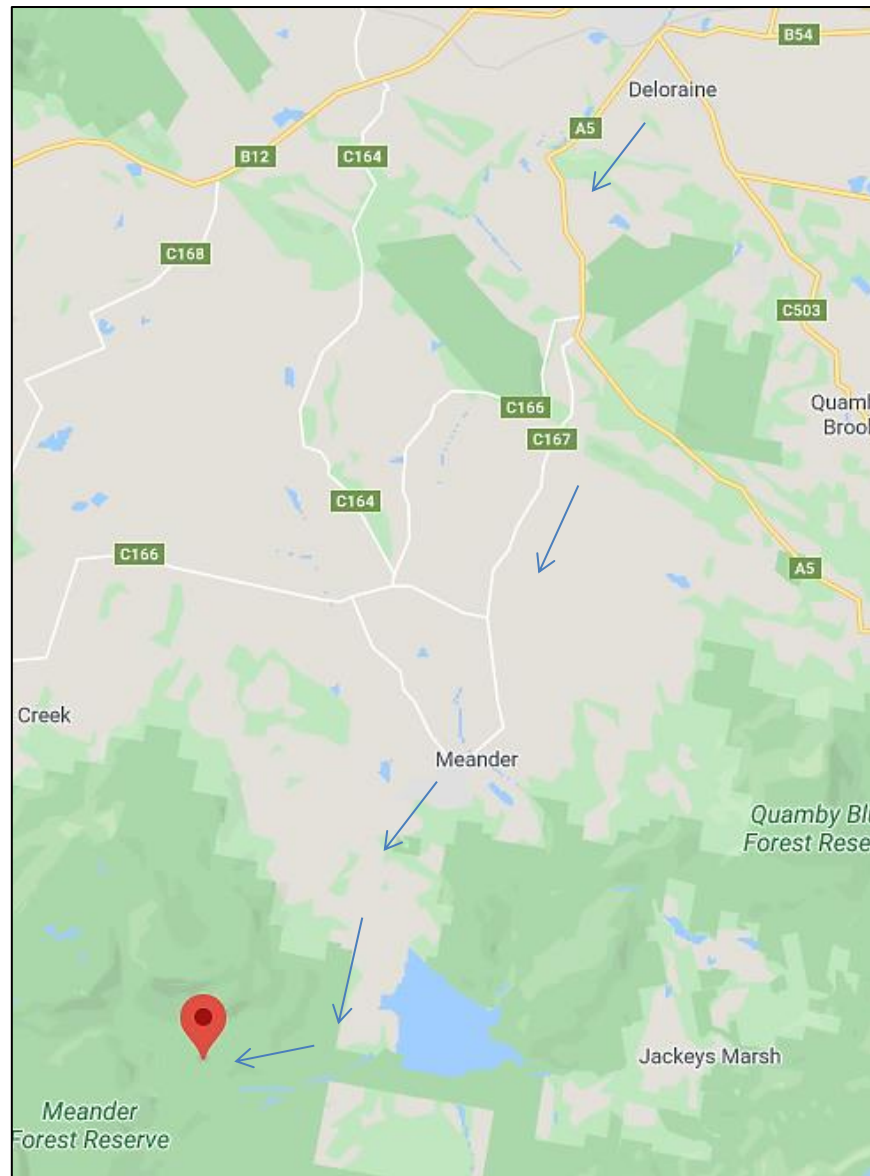 B54
Deloraine
A5
B12
C164
C168
C503
C166
C167
Quamb
Brook
C164
C166
A5
Creek
Meander
Quamby Blu
Forest Rese
Jackeys Marsh
Meander
Forest Reserve